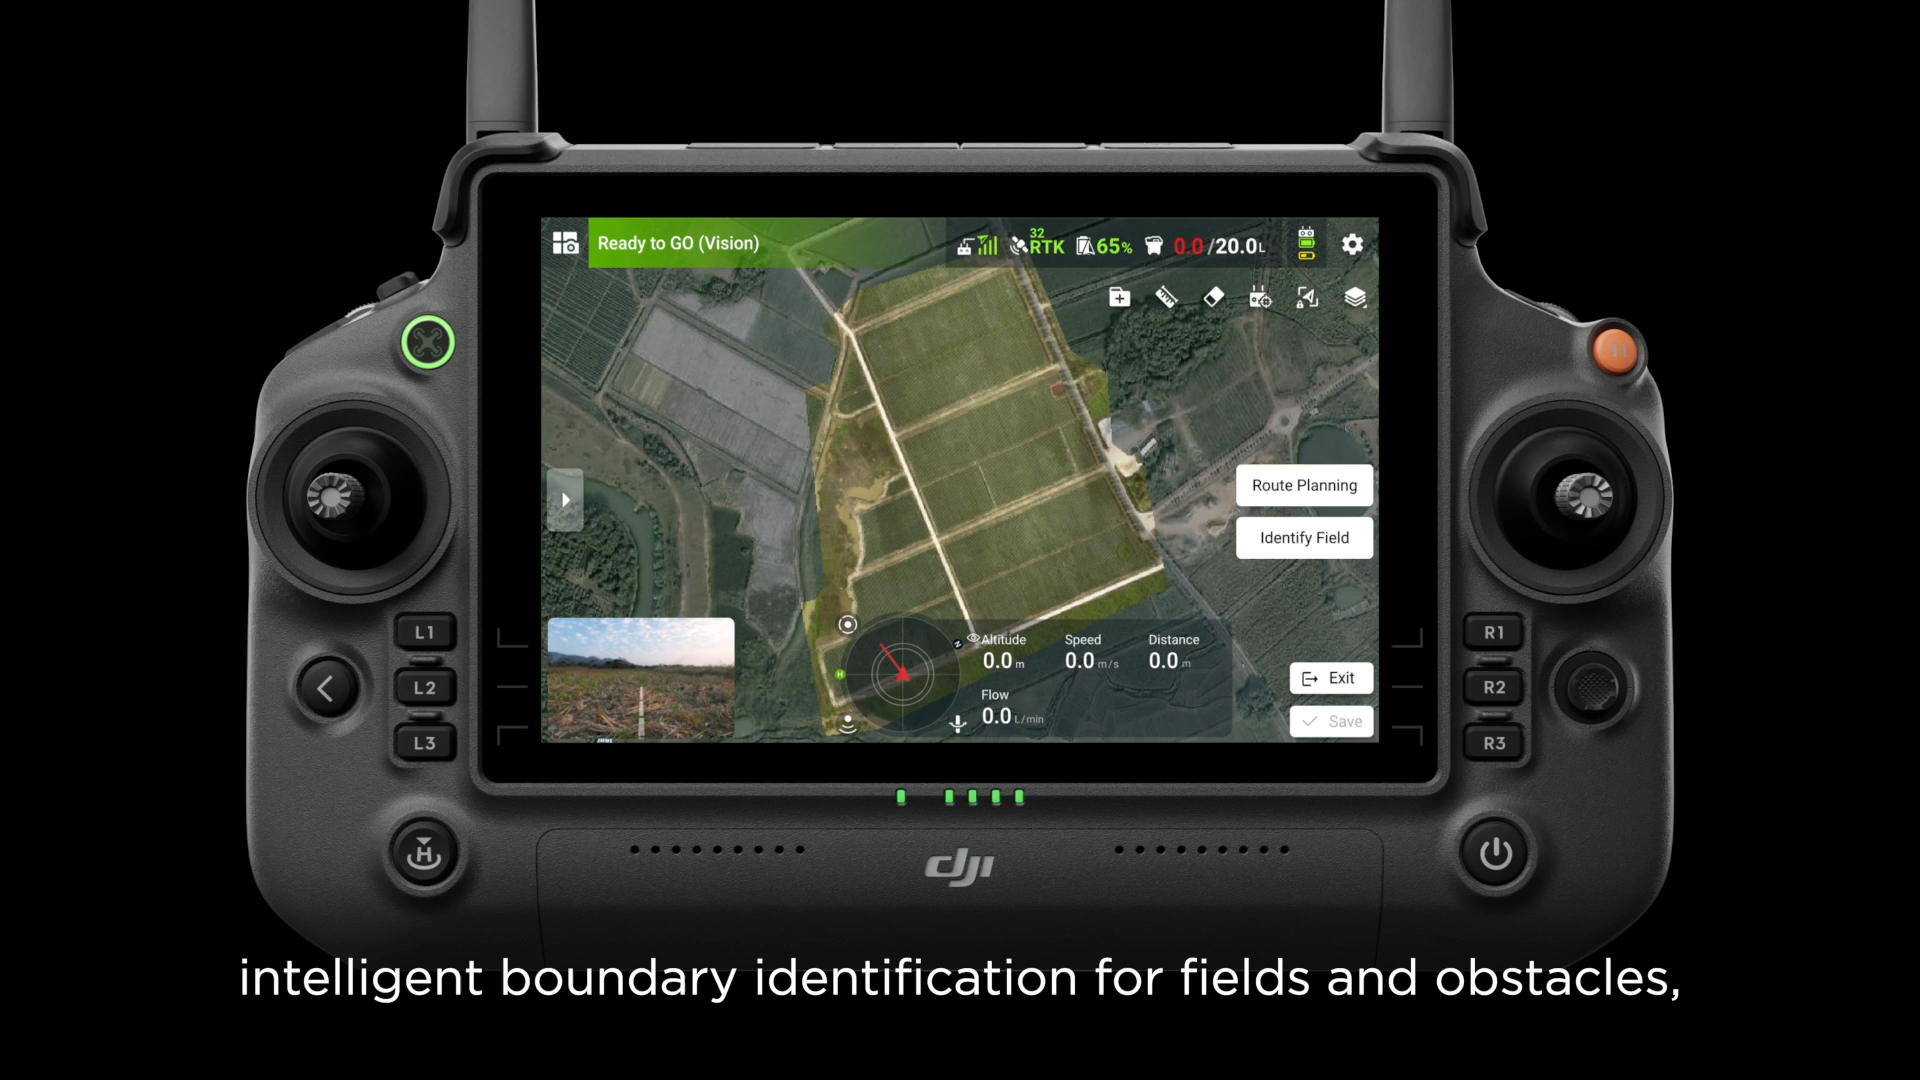 Ready to GO (Vision)
32
RTK
65%
0.0/20.0L
Route Planning
Identify Field
Altitude
Speed
Distance
0.0 m
0.0 m/s
0.0 m
Flow
0.0 L/min
Exit
Save
L1
L2
L3
R1
R2
R3
N
H
H
dji
intelligent boundary identification for fields and obstacles,